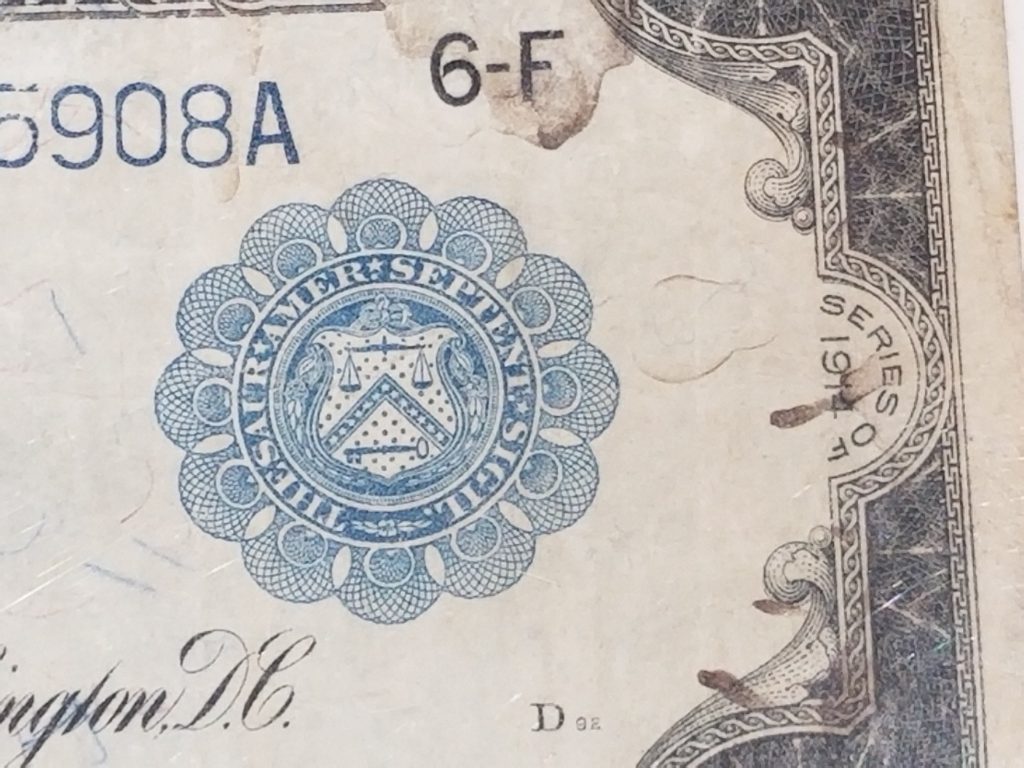 6-F
5908A
THESAUR★AMER★SEPTENT★SIGIL★
SERIES OF
1914
ington, D.C.
D 92